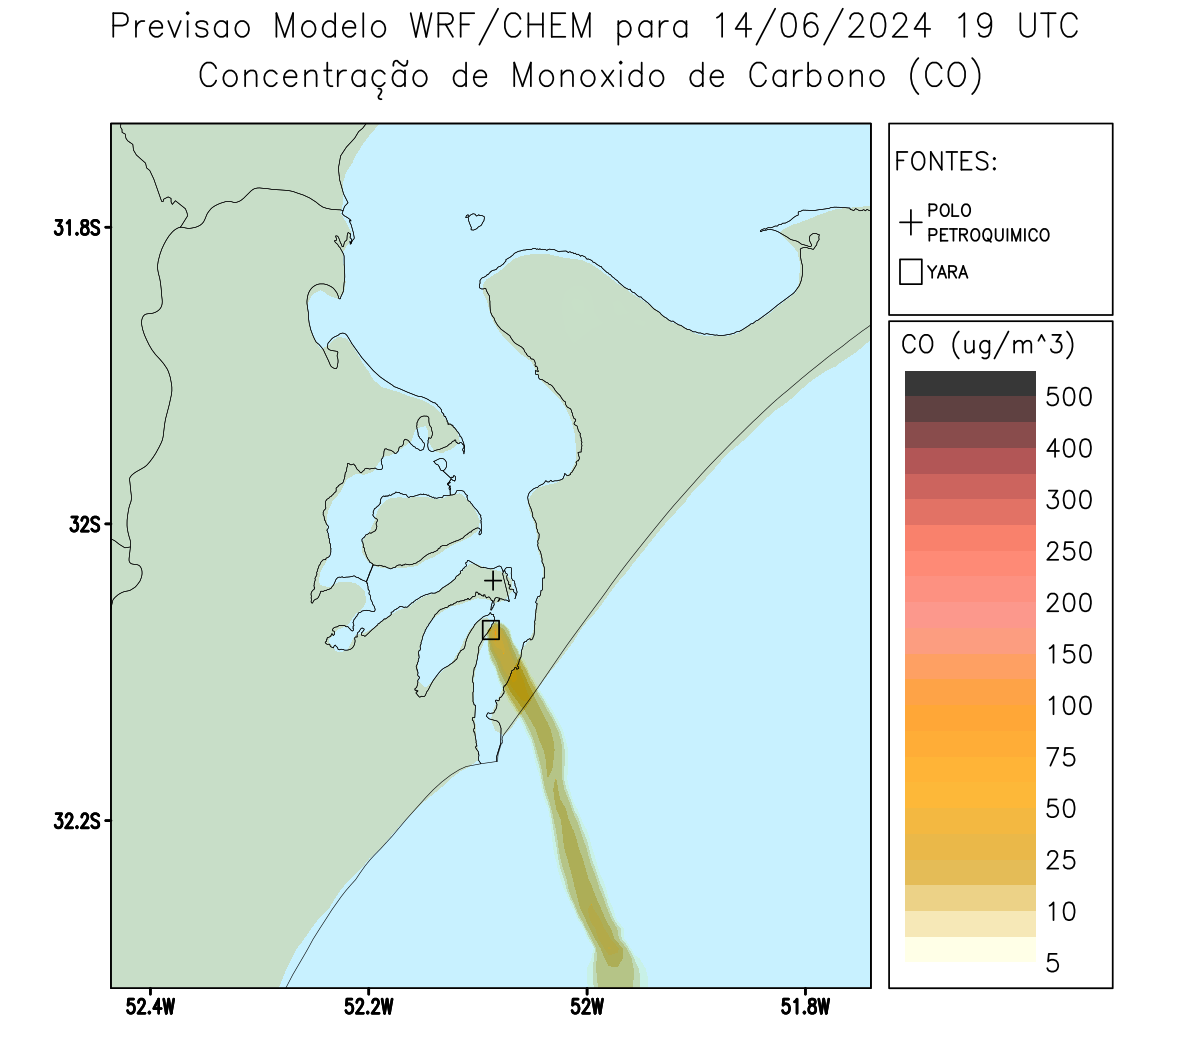 Previsao Modelo WRF/CHEM para 14/06/2024 19 UTC
Concentração de Monoxido de Carbono (CO)
FONTES:
POLO
PETROQUIMICO
YARA
CO (ug/m^3)
500
400
300
250
200
150
100
75
50
25
10
5
31.8S
32S
32.2S
52.4W
52.2W
52W
51.8W